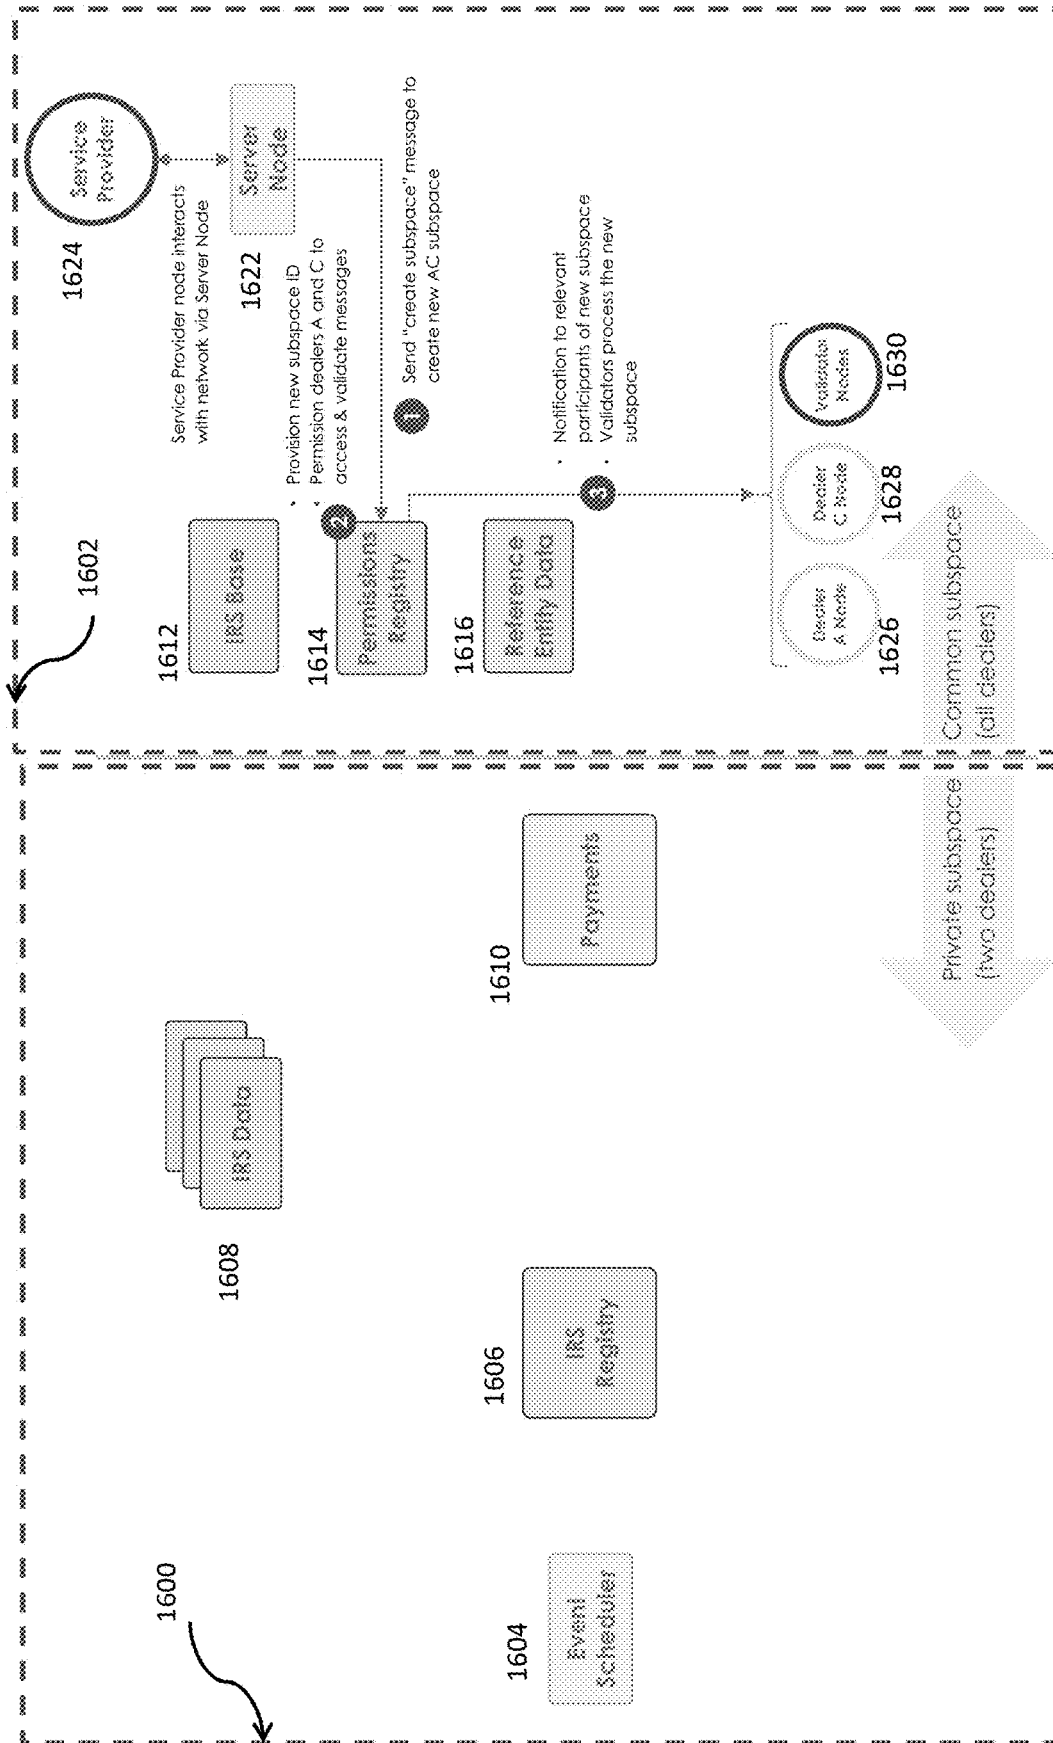 1600
1602
1604
Event
Scheduler
1606
IRS
Registry
1608
IRS Data
1610
Payments
1612
IRS Base
1614
Permissions
Registry
1616
Reference
Entity Data
2
• Provision new subspace ID
• Permission dealers A and C to
access & validate messages
Service Provider node interacts
with network via Server Node
1624
Service
Provider
1622
Server
Node
1
Send "create subspace" message to
create new AC subspace
3
• Notification to relevant
participants of new subspace
• Validators process the new
subspace
Dealer
A Node
1626
Dealer
C Node
1628
Validator
Nodes
1630
Private subspace
(two dealers)
Common subspace
(all dealers)